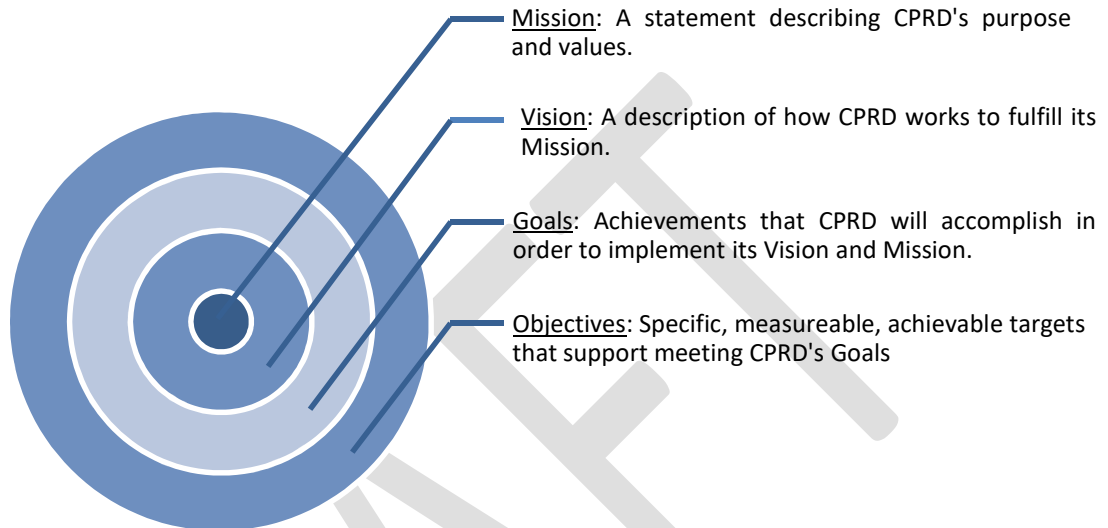 Mission: A statement describing CPRD's purpose
and values.
Vision: A description of how CPRD works to fulfill its
Mission.
Goals: Achievements that CPRD will accomplish in
order to implement its Vision and Mission.
Objectives: Specific, measureable, achievable targets
that support meeting CPRD's Goals